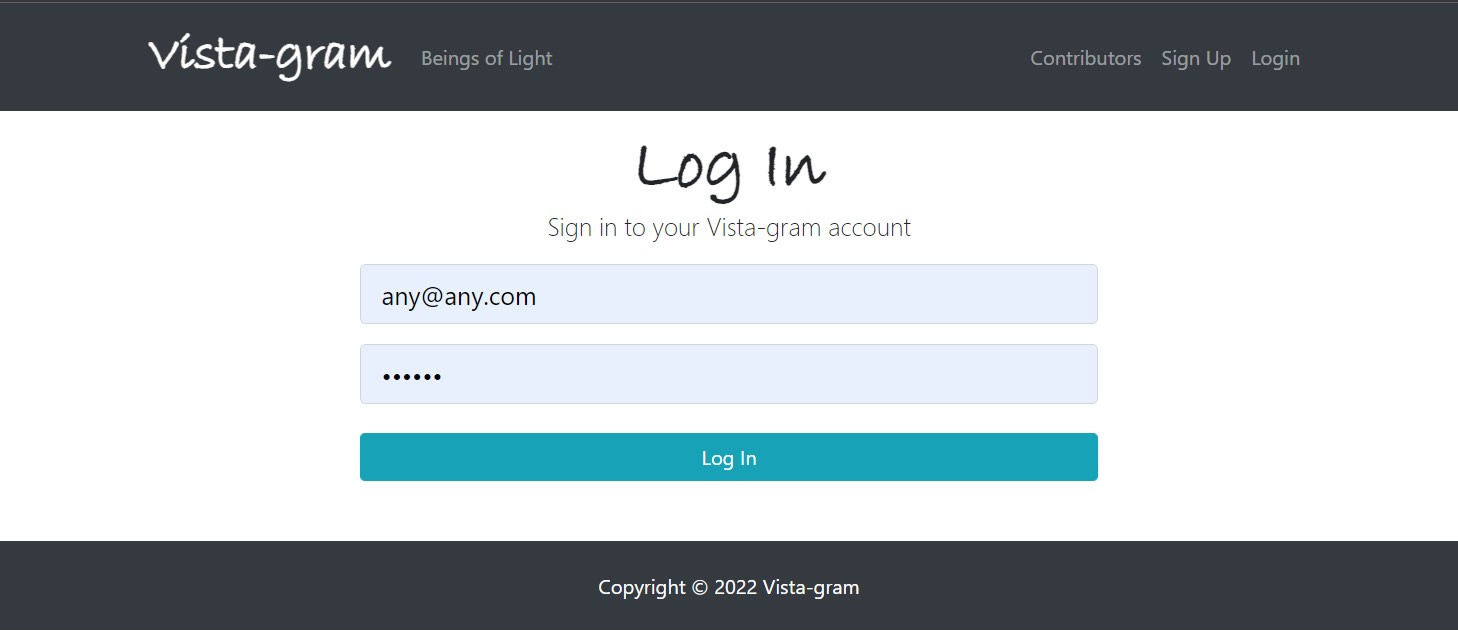 Vista-gram Beings of Light Contributors Sign Up Login
Log In
Sign in to your Vista-gram account
any@any.com
••••••
Log In
Copyright © 2022 Vista-gram